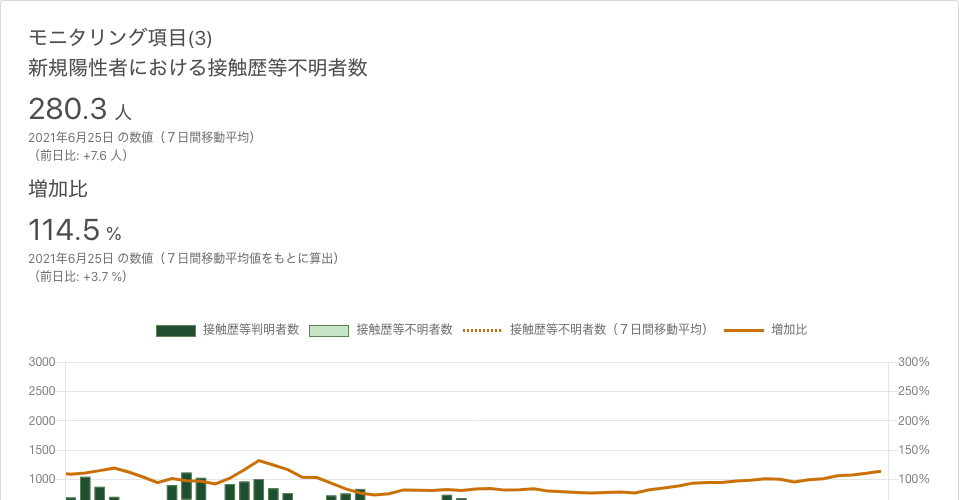 モニタリング項目(3)
新規陽性者における接触歴等不明者数
280.3 人
2021年6月25日 の数値（７日間移動平均）
（前日比: +7.6 人）
増加比
114.5 %
2021年6月25日 の数値（７日間移動平均値をもとに算出）
（前日比: +3.7 %）
接触歴等判明者数 接触歴等不明者数 接触歴等不明者数（７日間移動平均） 増加比
3000 300%
2500 250%
2000 200%
1500 150%
1000 100%